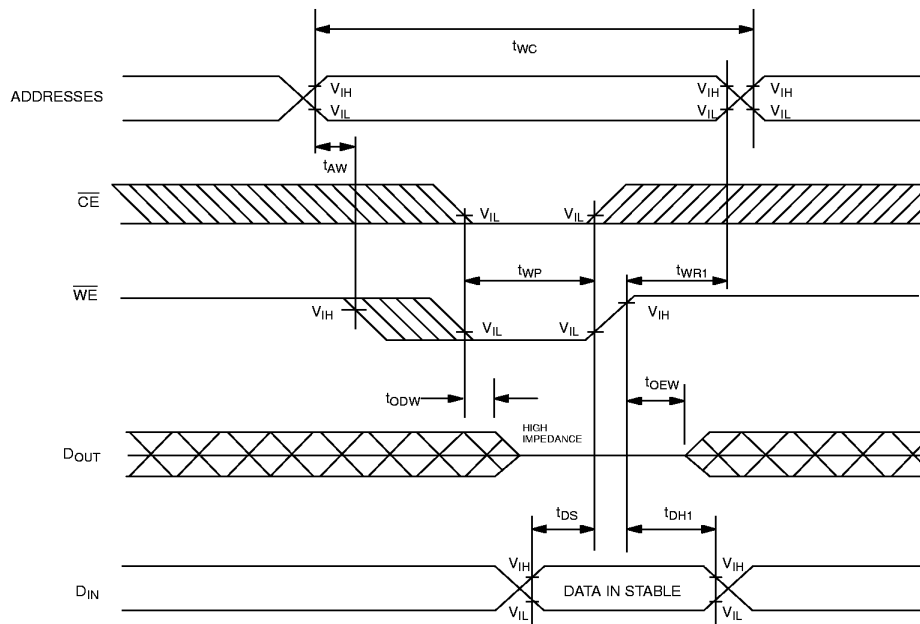 tWC
ADDRESSES
VIH VIH VIH
VIL VIL VIL
tAW
CE
VIL VIL
tWP tWR1
WE
VIH VIH
VIL VIL
tODW tOEW
HIGH
IMPEDANCE
DOUT
tDS tDH1
VIH VIH
DIN DATA IN STABLE
VIL VIL